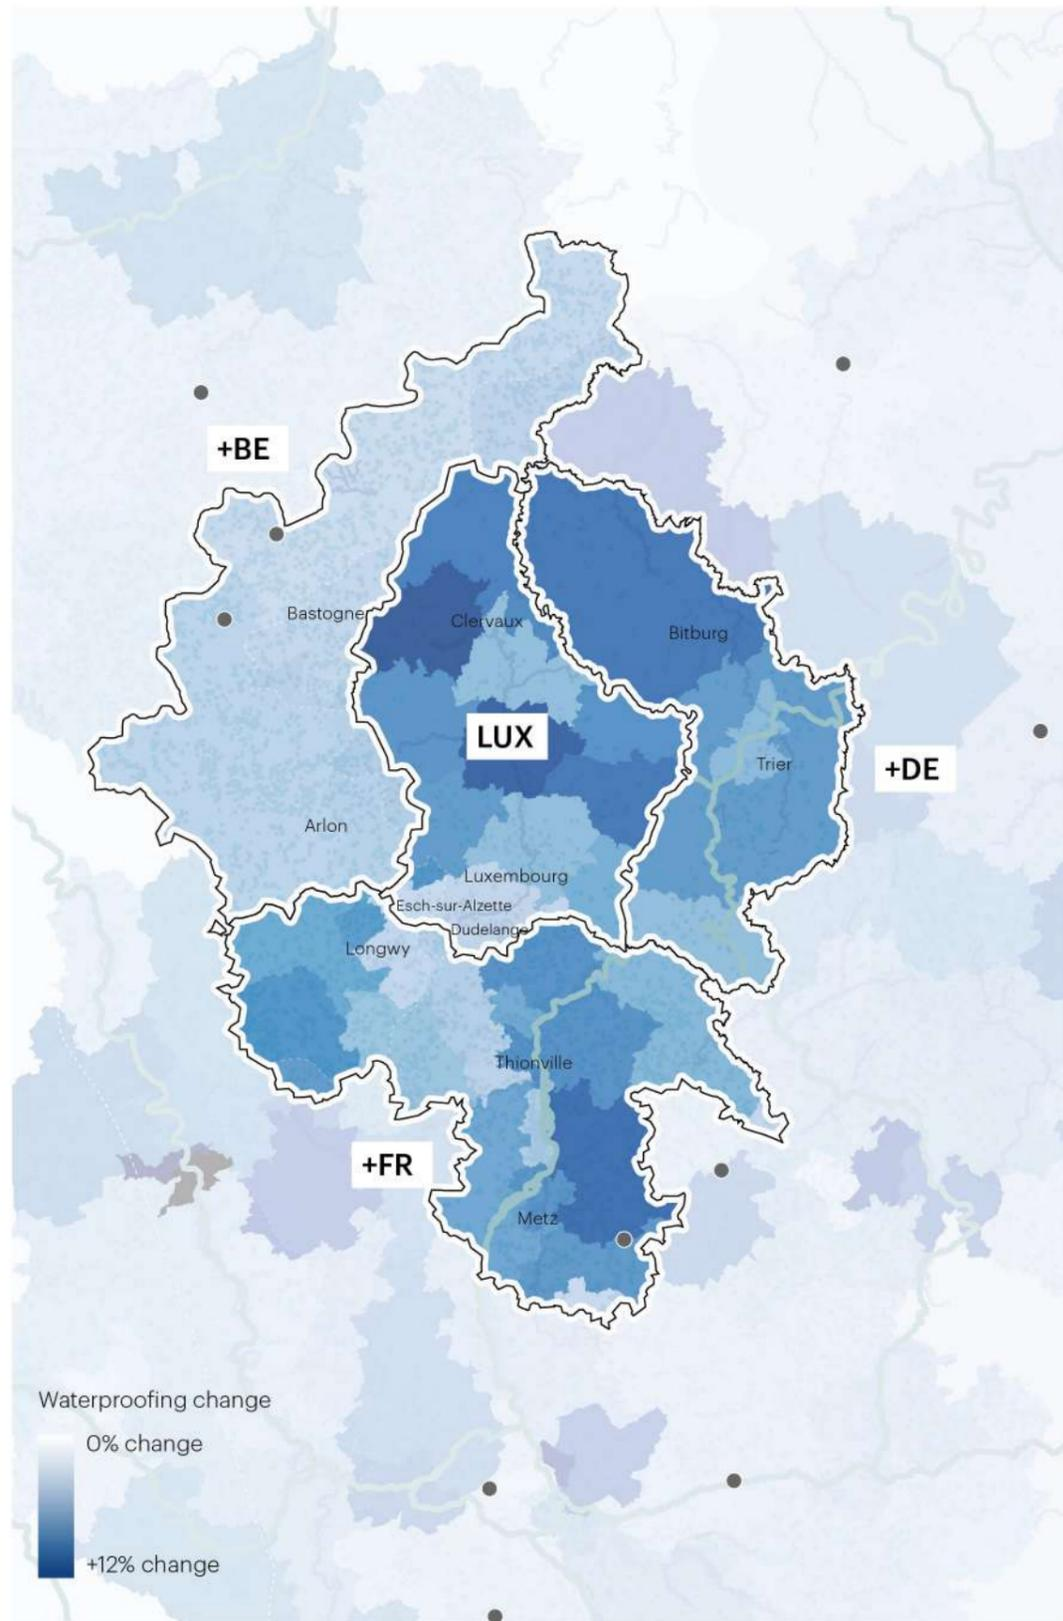 +BE
Bastogne
Clervaux
Bitburg
LUX
Trier
+DE
Arlon
Luxembourg
Esch-sur-Alzette
Dudelange
Longwy
Thionville
+FR
Metz
Waterproofing change
0% change
+12% change